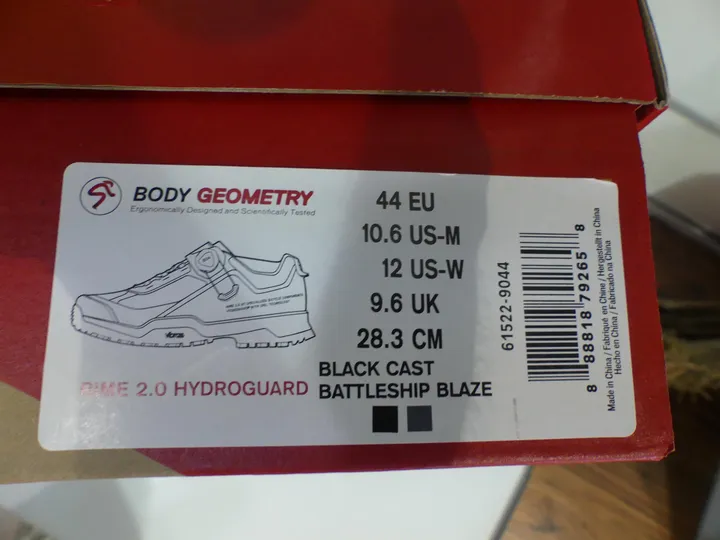 BODY GEOMETRY
Ergonomically Designed and Scientifically Tested
44 EU
10.6 US-M
12 US-W
9.6 UK
28.3 CM
vibram
RIME 2.0 HYDROGUARD
BLACK CAST
BATTLESHIP BLAZE
61522-9044
8 88818 79265 8
Made in China / Fabriqué en Chine / Hergestellt in China
Hecho en China / Fabricado na China